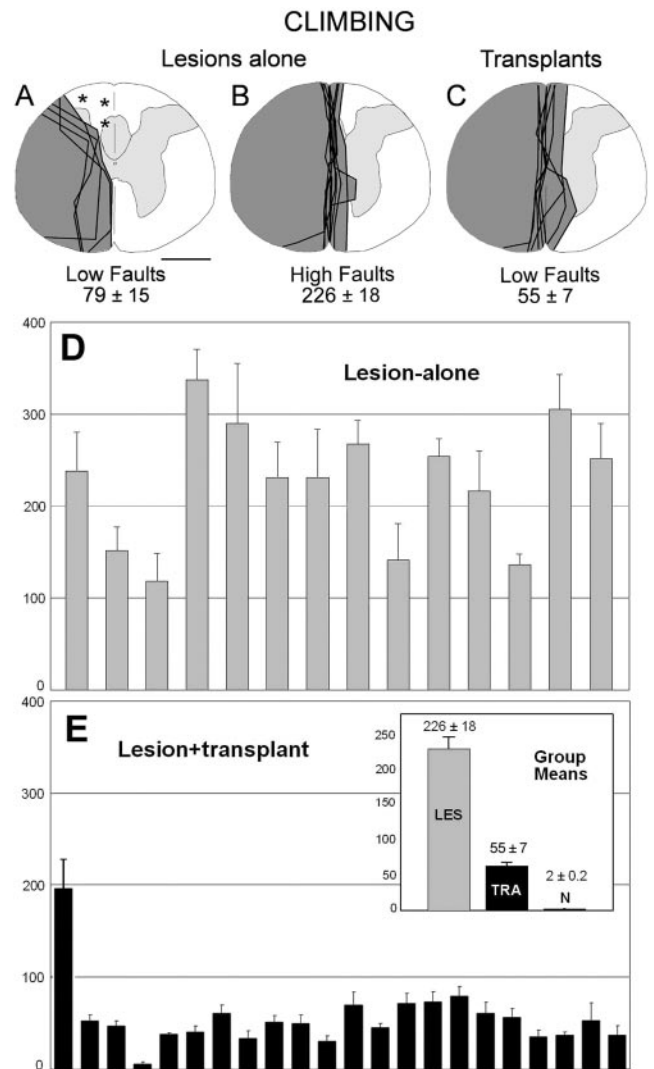 CLIMBING
Lesions alone Transplants
A B C
* * *
Low Faults High Faults Low Faults
79 ± 15 226 ± 18 55 ± 7
400
D
Lesion-alone
300
200
100
0
400
E
Lesion+transplant
300
200
100
0
226 ± 18
250
Group
Means
200
150
LES
55 ± 7
100
2 ± 0.2
50
TRA
N
0